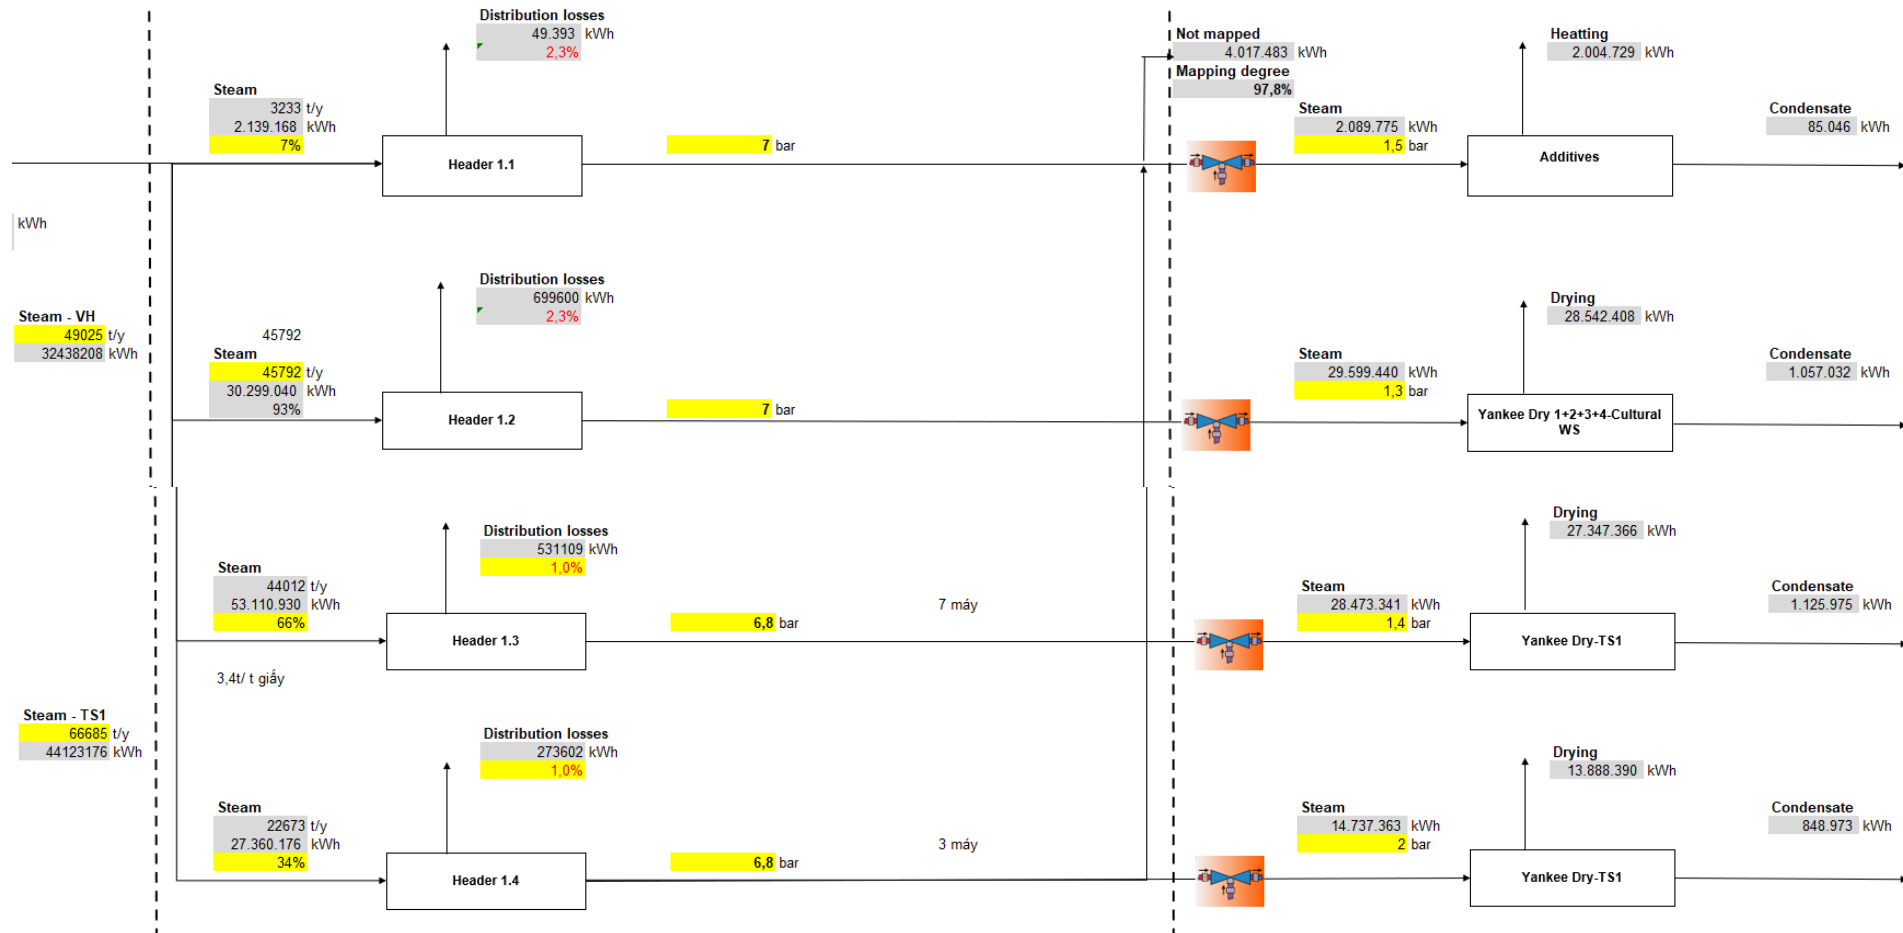 Distribution losses
49.393 kWh
2,3%
Steam
3233 t/y
2.139.168 kWh
7%
Header 1.1
7 bar
Not mapped
4.017.483 kWh
Mapping degree
97,8%
Steam
2.089.775 kWh
1,5 bar
Heatting
2.004.729 kWh
Additives
Condensate
85.046 kWh
kWh
Steam - VH
49025 t/y
32438208 kWh
Distribution losses
699600 kWh
2,3%
45792
Steam
45792 t/y
30.299.040 kWh
93%
Header 1.2
7 bar
Steam
29.599.440 kWh
1,3 bar
Drying
28.542.408 kWh
Yankee Dry 1+2+3+4-Cultural
WS
Condensate
1.057.032 kWh
Distribution losses
531109 kWh
1,0%
Steam
44012 t/y
53.110.930 kWh
66%
Header 1.3
6,8 bar
7 máy
Steam
28.473.341 kWh
1,4 bar
Drying
27.347.366 kWh
Yankee Dry-TS1
Condensate
1.125.975 kWh
3,4t/ t giấy
Steam - TS1
66685 t/y
44123176 kWh
Distribution losses
273602 kWh
1,0%
Steam
22673 t/y
27.360.176 kWh
34%
Header 1.4
6,8 bar
3 máy
Steam
14.737.363 kWh
2 bar
Drying
13.888.390 kWh
Yankee Dry-TS1
Condensate
848.973 kWh